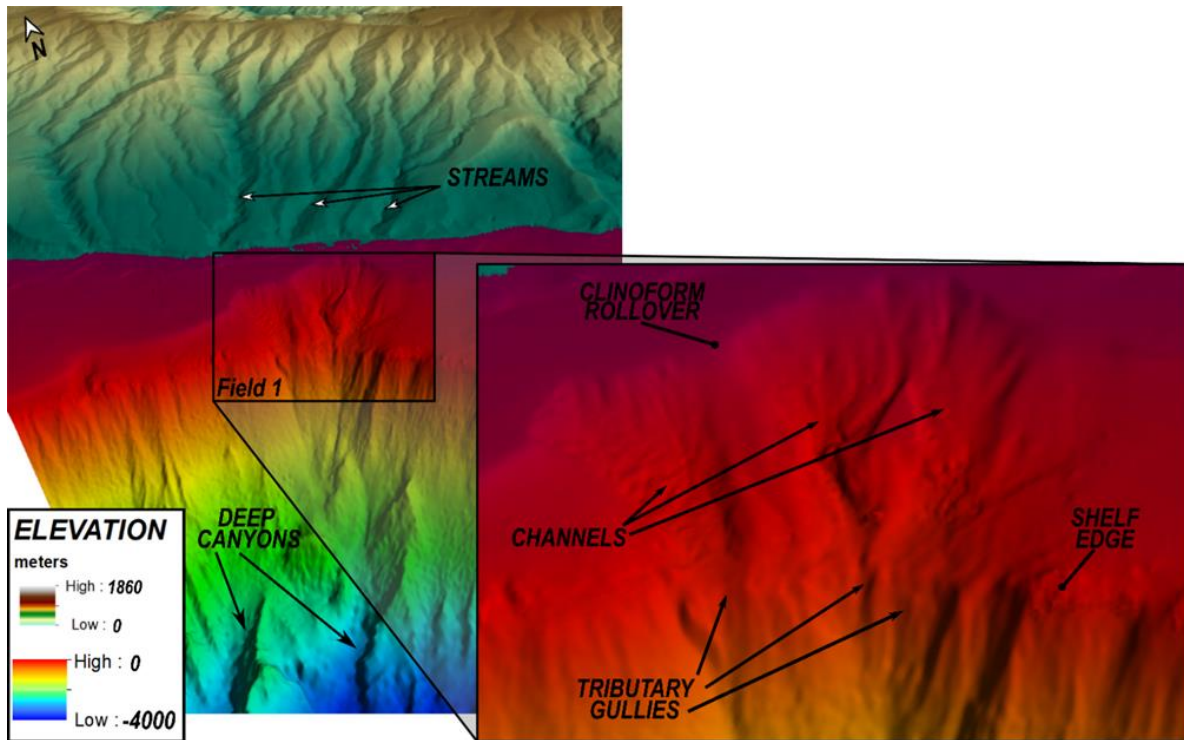 N
STREAMS
CLINOFORM
ROLLOVER
Field 1
CHANNELS
SHELF
EDGE
DEEP
CANYONS
TRIBUTARY
GULLIES
ELEVATION
meters
High : 1860
Low : 0
High : 0
Low : -4000